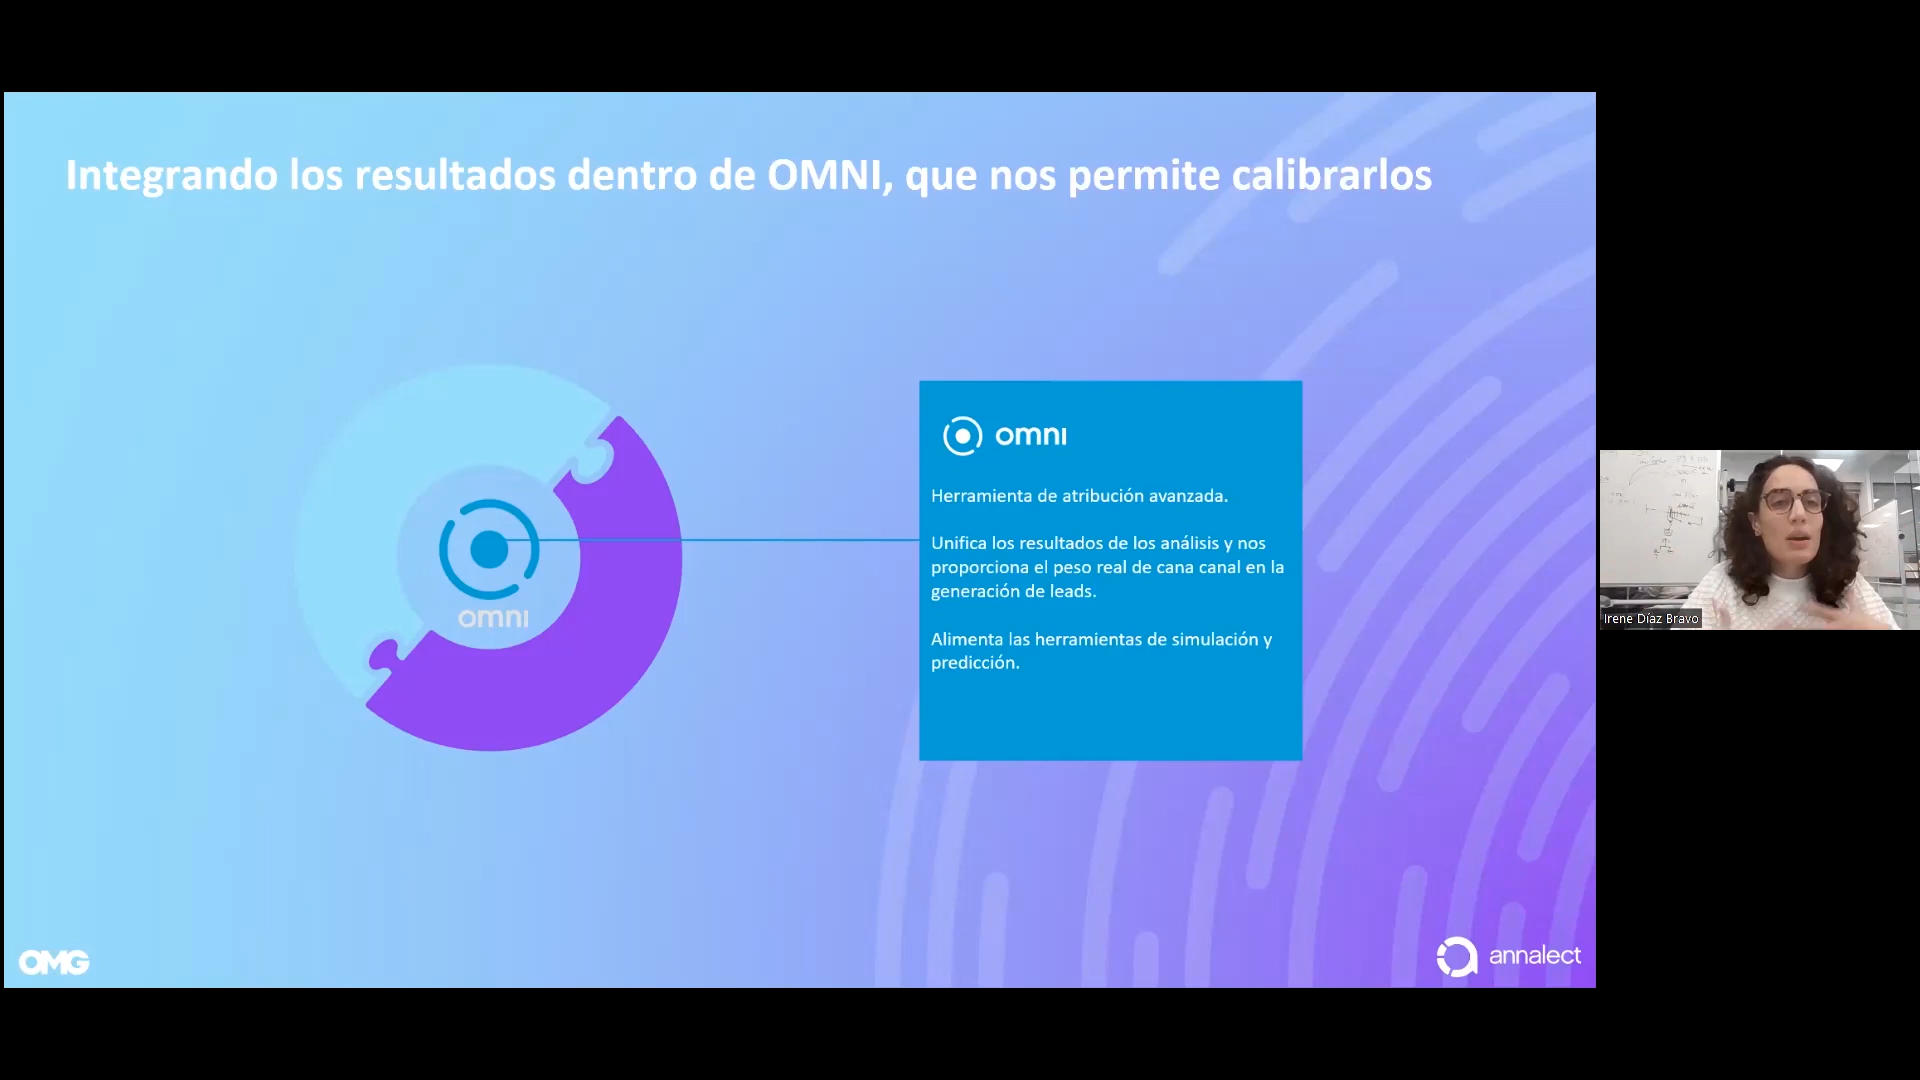 Integrando los resultados dentro de OMNI, que nos permite calibrarlos
omni
omni
Herramienta de atribución avanzada.
Unifica los resultados de los análisis y nos
proporciona el peso real de cana canal en la
generación de leads.
Alimenta las herramientas de simulación y
predicción.
Irene Díaz Bravo
OMG
annalect